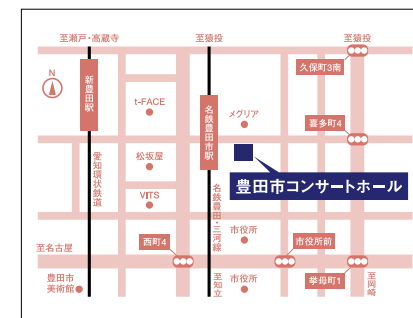 至瀬戸・高蔵寺
至猿投
至猿投
久保町3南
N
新豊田駅
t-FACE
名鉄豊田市駅
メグリア
喜多町4
愛知環状鉄道
松坂屋
豊田市コンサートホール
VITS
名鉄豊田・三河線
市役所
至名古屋
西町4
市役所前
豊田市
美術館
至知立
市役所
挙母町1
至岡崎